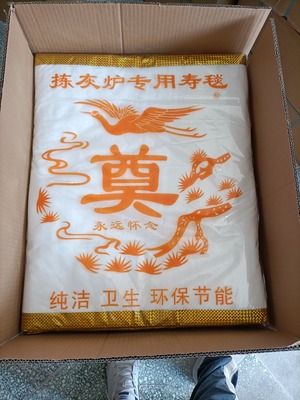 拣灰炉专用寿毯
奠
永远怀念
纯洁 卫生 环保节能